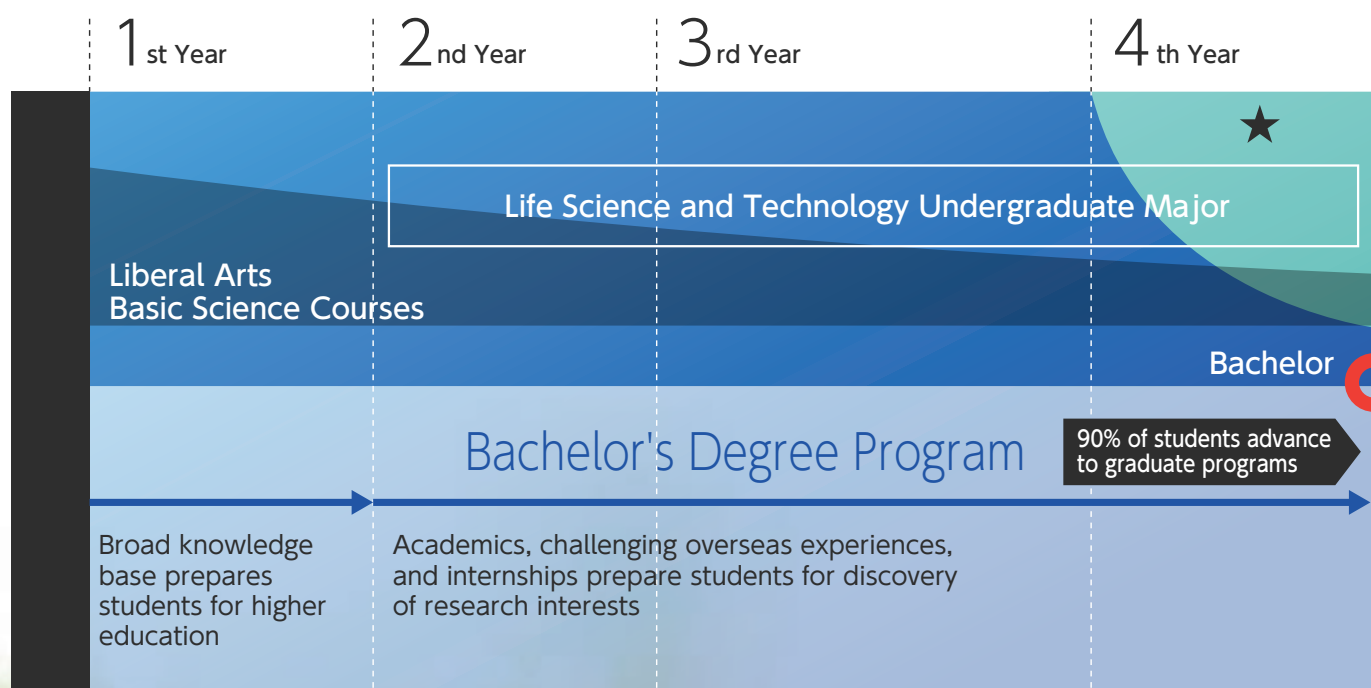 1st Year
2nd Year
3rd Year
4th Year
★
Life Science and Technology Undergraduate Major
Liberal Arts
Basic Science Courses
Bachelor
Bachelor's Degree Program
90% of students advance
to graduate programs
Broad knowledge
base prepares
students for higher
education
Academics, challenging overseas experiences,
and internships prepare students for discovery
of research interests